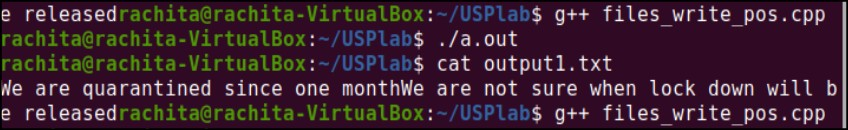 e releasedrachita@rachita-VirtualBox:~/USPlab$ g++ files_write_pos.cpp
rachita@rachita-VirtualBox:~/USPlab$ ./a.out
rachita@rachita-VirtualBox:~/USPlab$ cat output1.txt
We are quarantined since one monthWe are not sure when lock down will b
e releasedrachita@rachita-VirtualBox:~/USPlab$ g++ files_write_pos.cpp